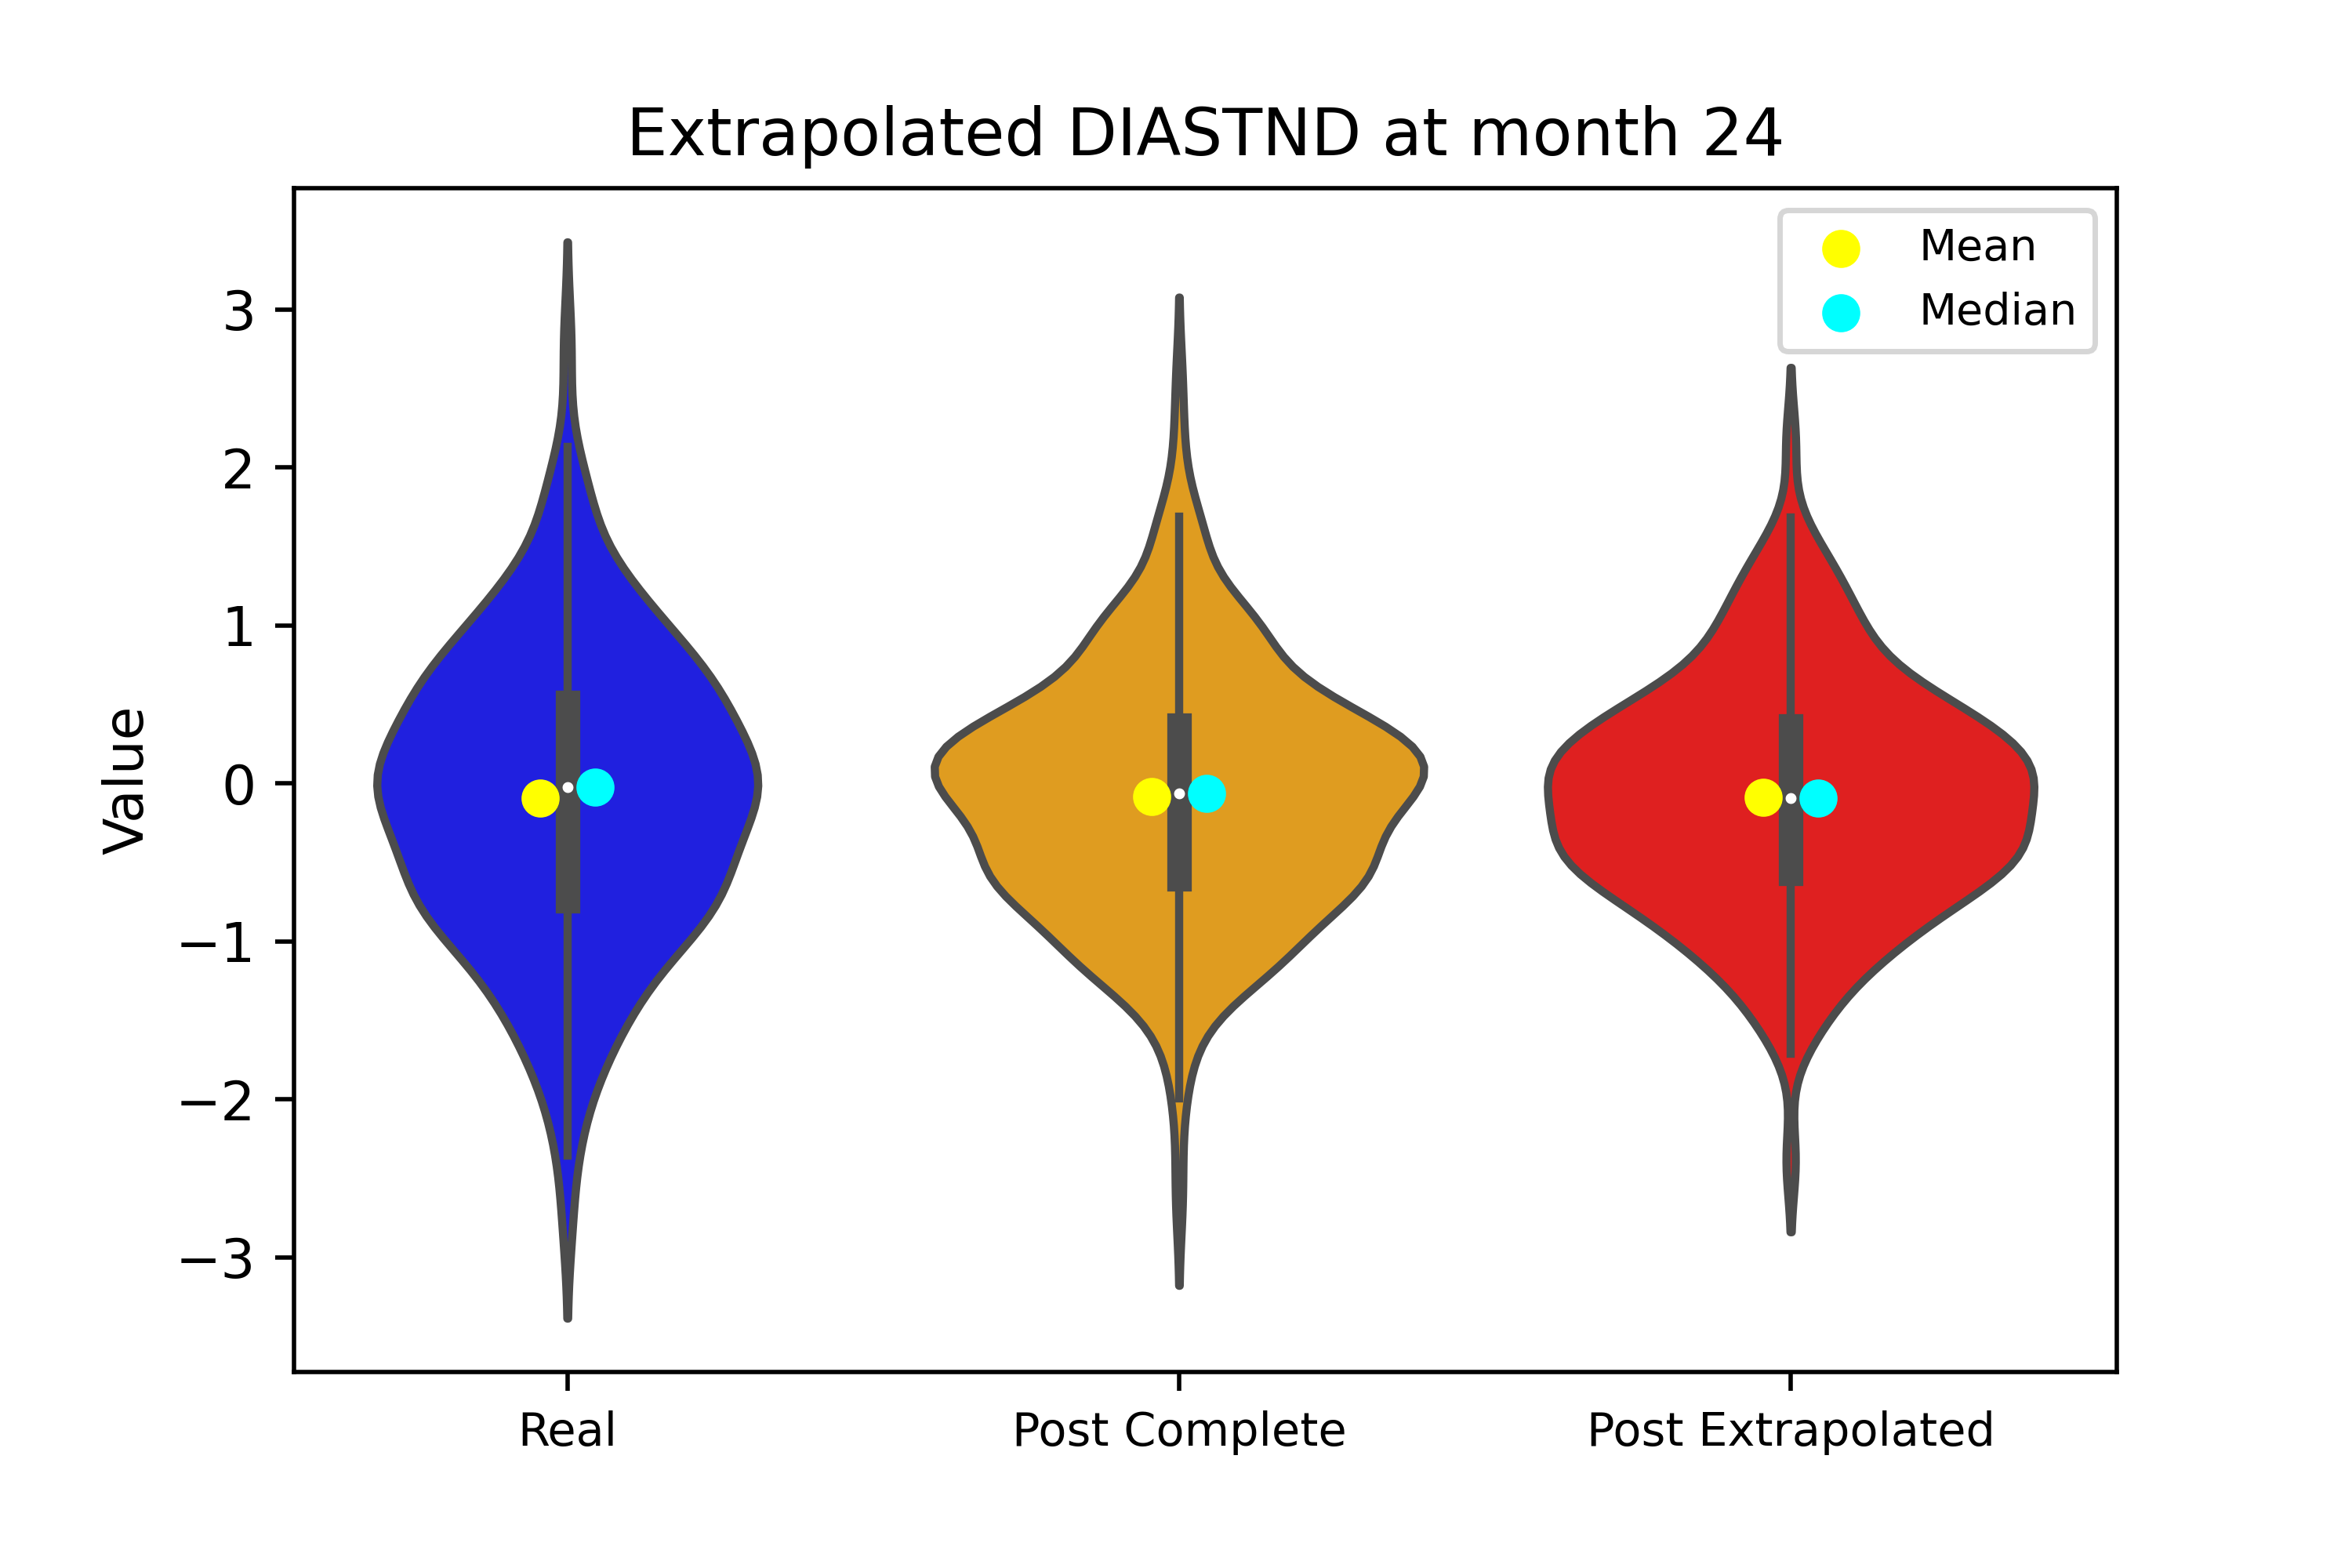 Extrapolated DIASTND at month 24
Mean
Median
3
2
1
0
−1
−2
−3
Value
Real
Post Complete
Post Extrapolated